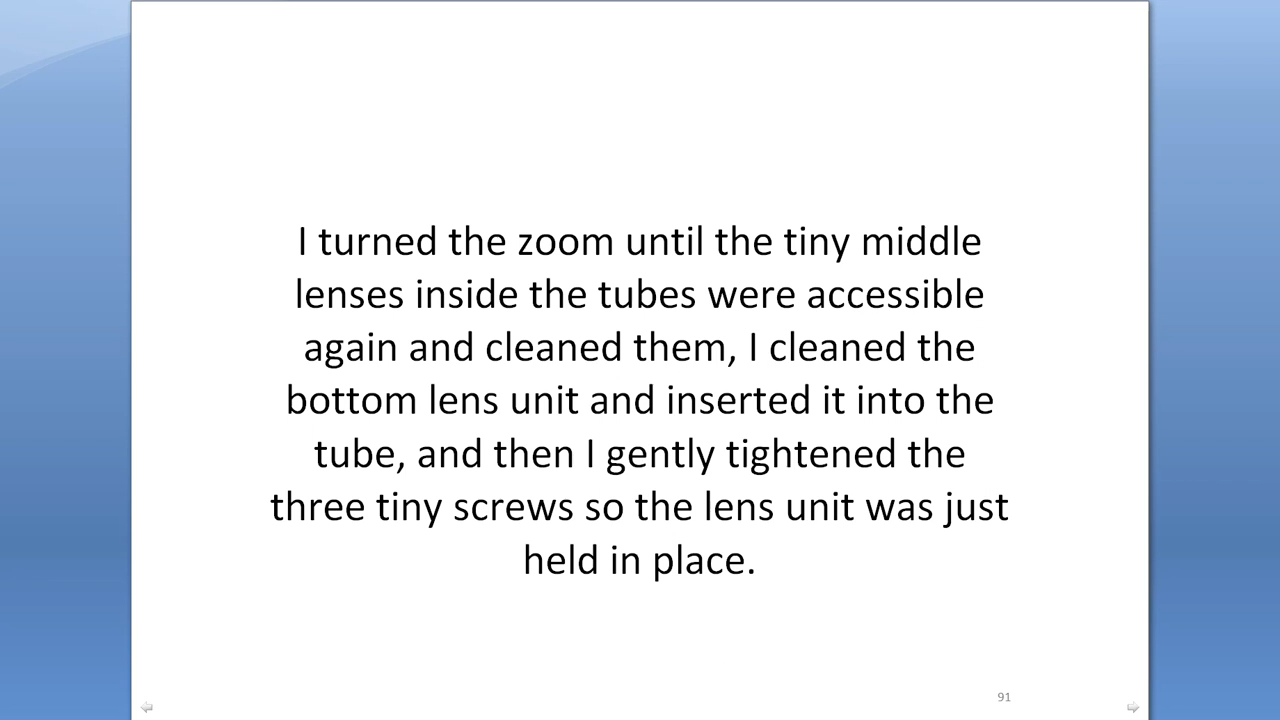 I turned the zoom until the tiny middle
lenses inside the tubes were accessible
again and cleaned them, I cleaned the
bottom lens unit and inserted it into the
tube, and then I gently tightened the
three tiny screws so the lens unit was just
held in place.
91